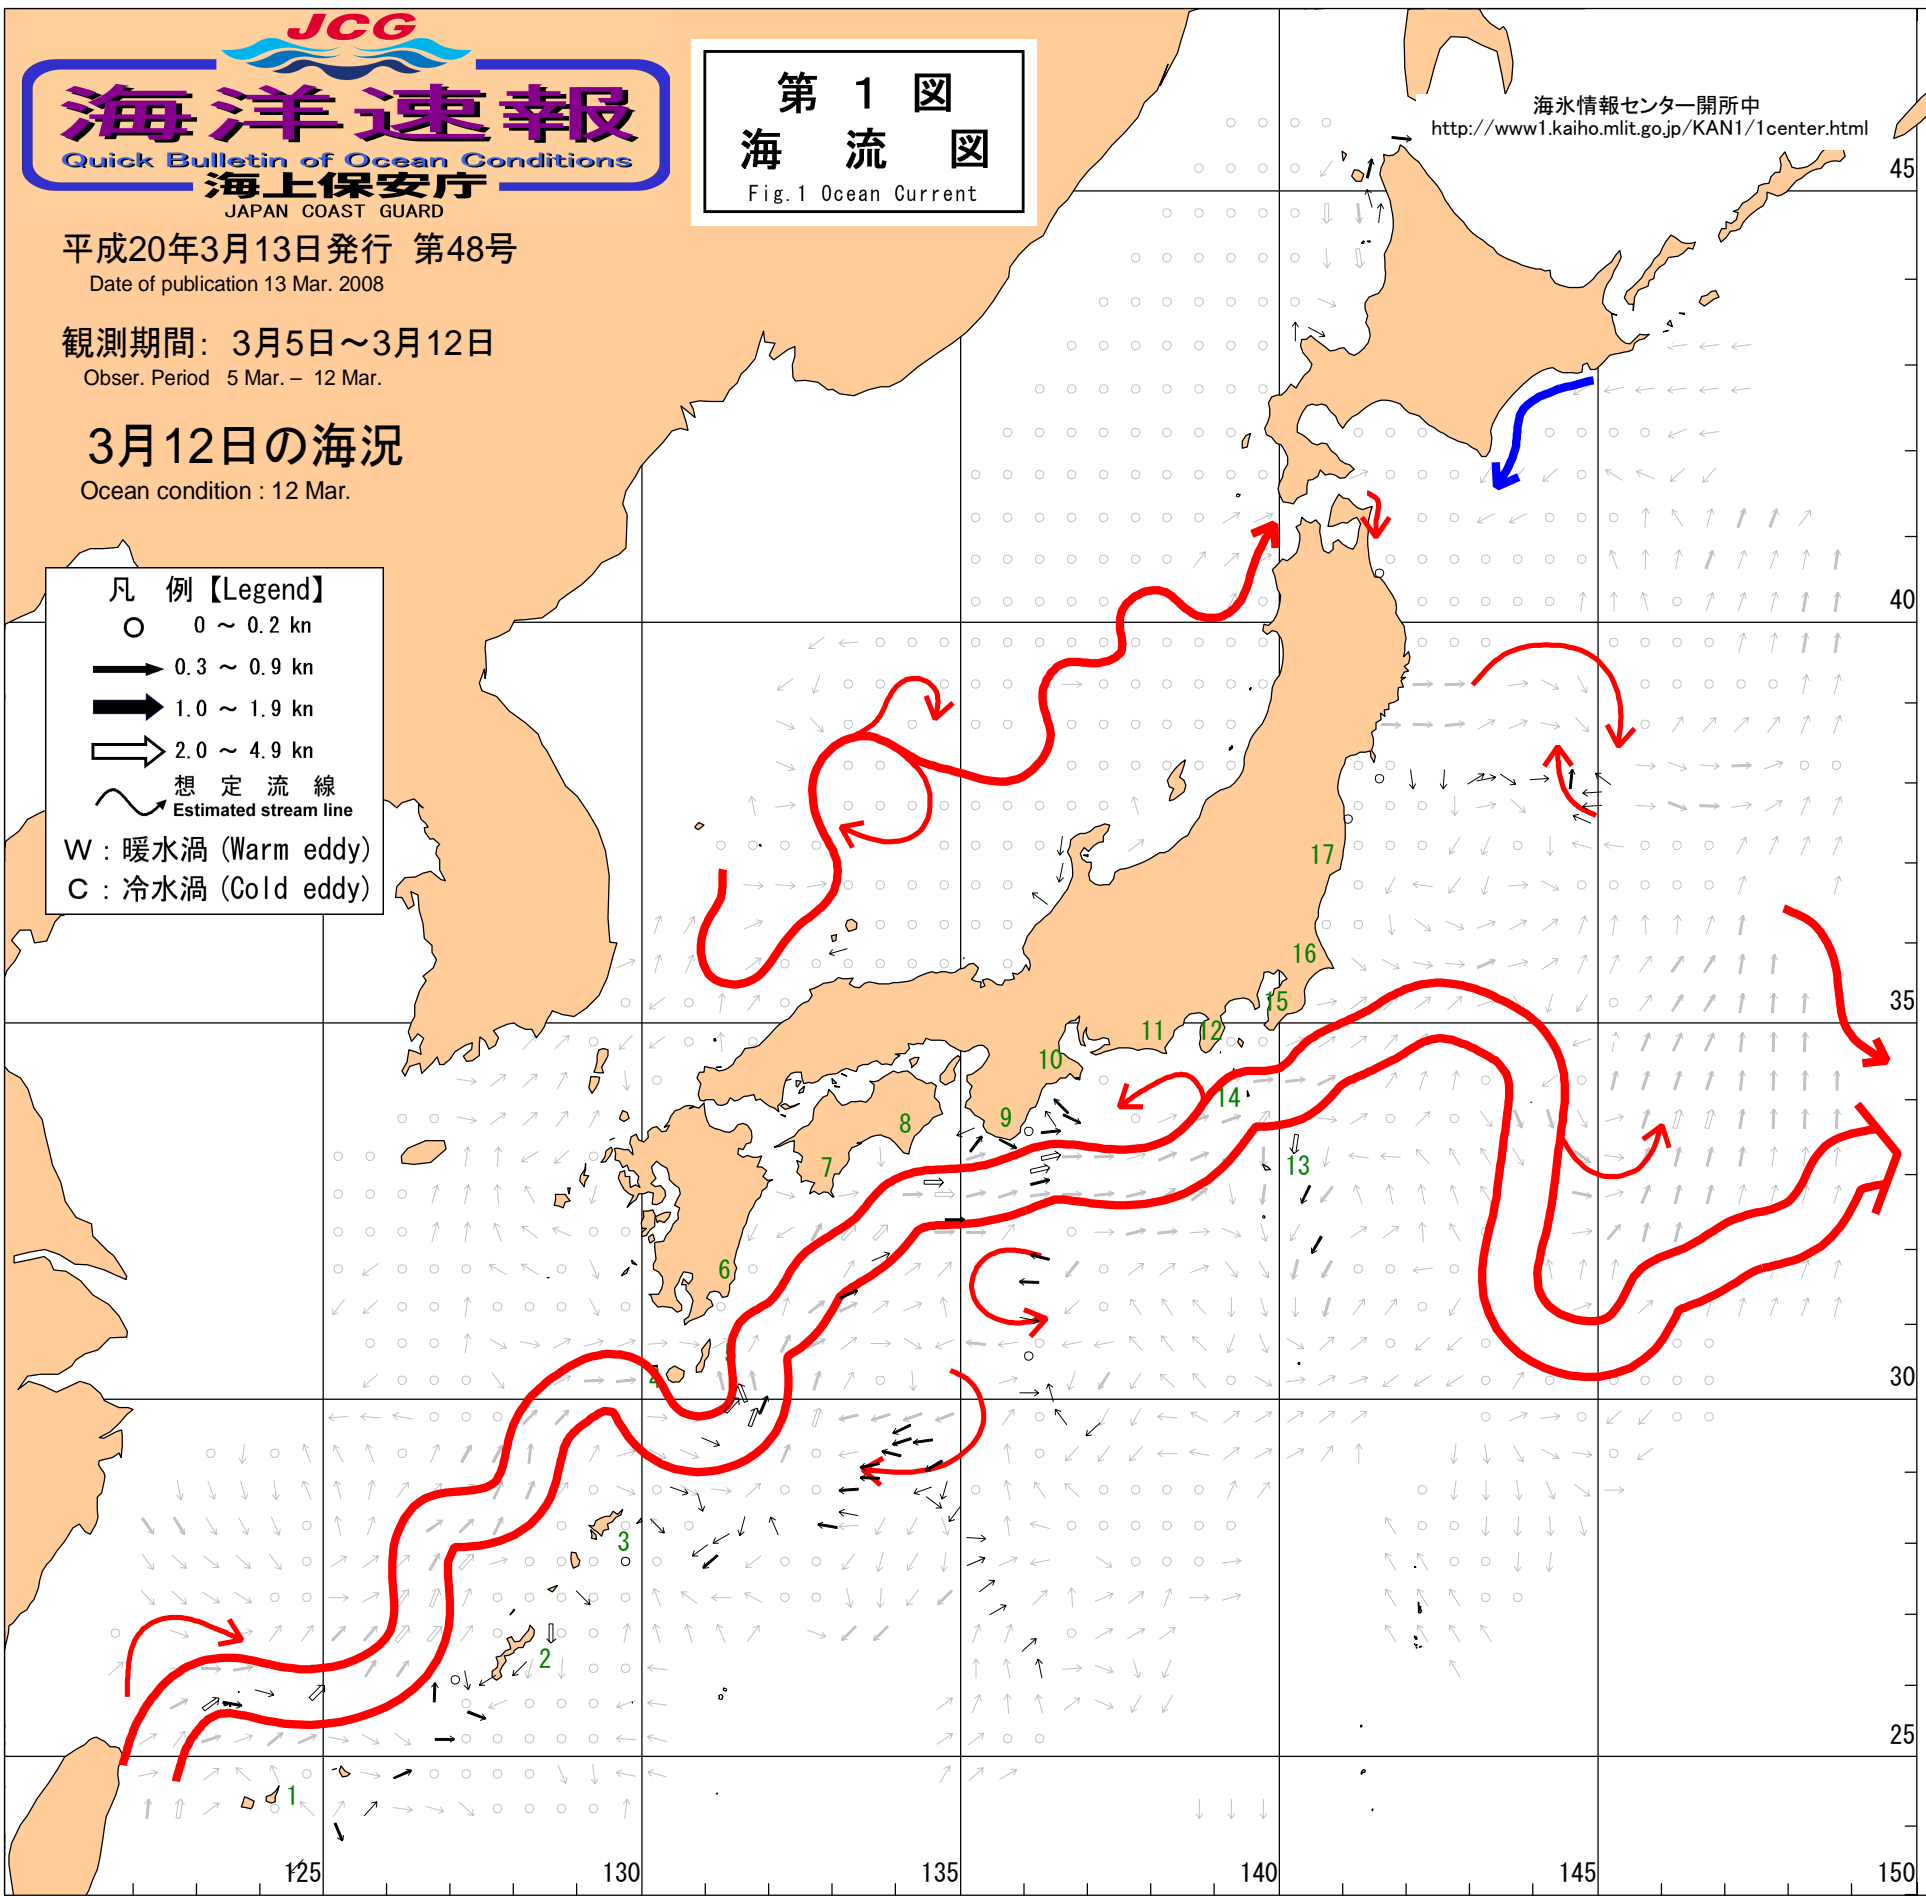 JCG
海洋速報
Quick Bulletin of Ocean Conditions
海上保安庁
JAPAN COAST GUARD
平成20年3月13日発行 第48号
Date of publication 13 Mar. 2008
観測期間: 3月5日～3月12日
Obser. Period 5 Mar. – 12 Mar.
3月12日の海況
Ocean condition : 12 Mar.
第 1 図
海 流 図
Fig.1 Ocean Current
海氷情報センター開所中
http://www1.kaiho.mlit.go.jp/KAN1/1center.html
凡 例【Legend】
0 ～ 0.2 kn
0.3 ～ 0.9 kn
1.0 ～ 1.9 kn
2.0 ～ 4.9 kn
想 定 流 線
Estimated stream line
W : 暖水渦 (Warm eddy)
C : 冷水渦 (Cold eddy)
45
40
17
16
35
15
12
11
10
14
9
8
7
13
6
30
4
3
2
25
1
125
130
135
140
145
150